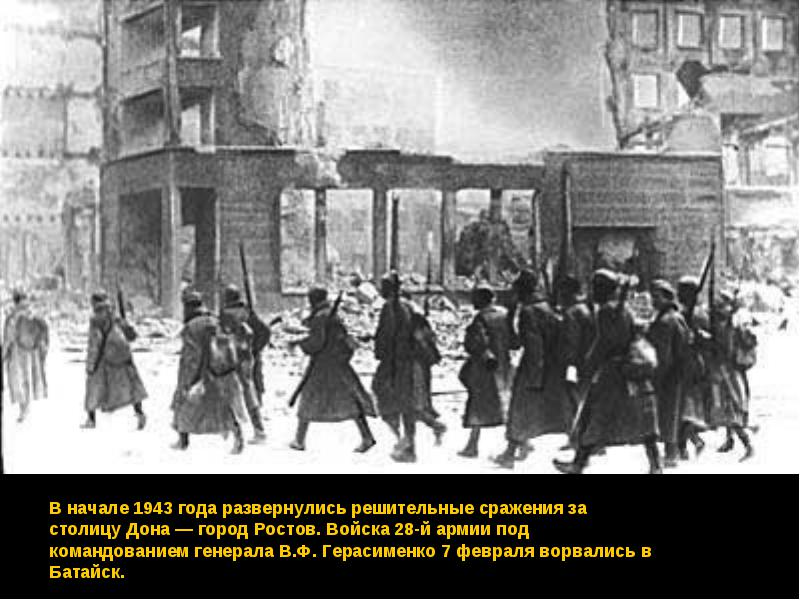 В начале 1943 года развернулись решительные сражения за
столицу Дона — город Ростов. Войска 28-й армии под
командованием генерала В.Ф. Герасименко 7 февраля ворвались в
Батайск.